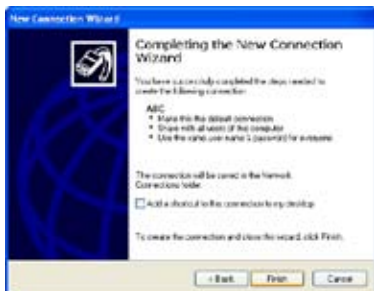 New Connection Wizard
Completing the New Connection
Wizard
You have successfully completed the steps needed to
create the following connection:
ABC
* Make this the default connection
* Share with all users of this computer
* Use the same user name & password for everyone
The connection will be saved in the Network
Connections folder.
Add a shortcut to this connection to my desktop
To create the connection and close this wizard, click Finish.
< Back
Finish
Cancel